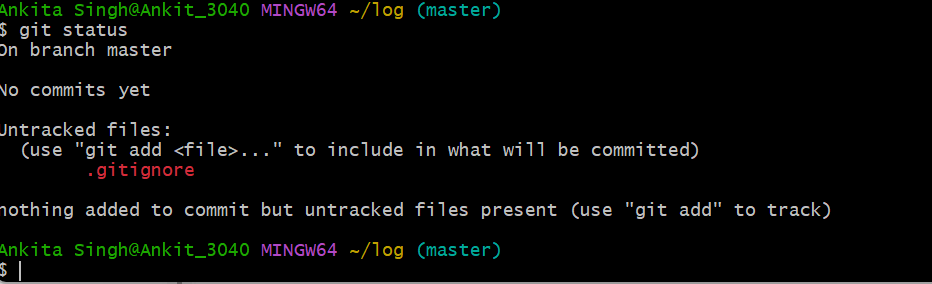 Ankita Singh@Ankit_3040 MINGW64 ~/log (master)
$ git status
On branch master
No commits yet
Untracked files:
  (use "git add <file>..." to include in what will be committed)
        .gitignore
nothing added to commit but untracked files present (use "git add" to track)
Ankita Singh@Ankit_3040 MINGW64 ~/log (master)
$